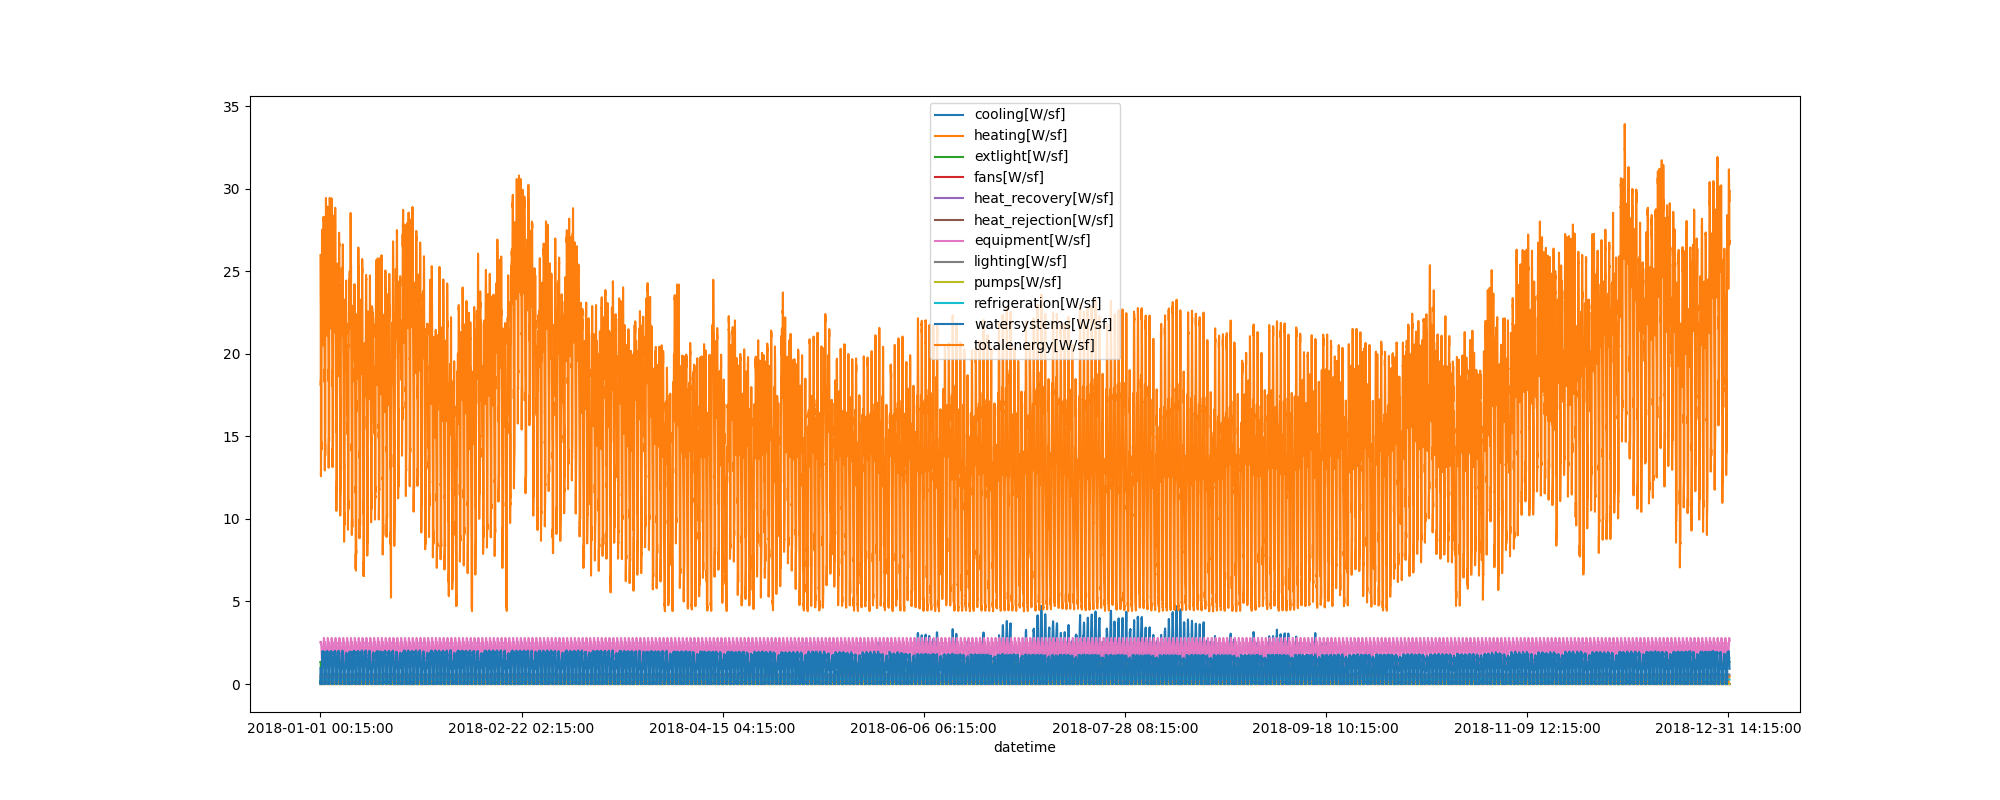 35
30
25
20
15
10
5
0
cooling[W/sf]
heating[W/sf]
extlight[W/sf]
fans[W/sf]
heat_recovery[W/sf]
heat_rejection[W/sf]
equipment[W/sf]
lighting[W/sf]
pumps[W/sf]
refrigeration[W/sf]
watersystems[W/sf]
totalenergy[W/sf]
2018-01-01 00:15:00 2018-02-22 02:15:00 2018-04-15 04:15:00 2018-06-06 06:15:00 2018-07-28 08:15:00 2018-09-18 10:15:00 2018-11-09 12:15:00 2018-12-31 14:15:00
datetime